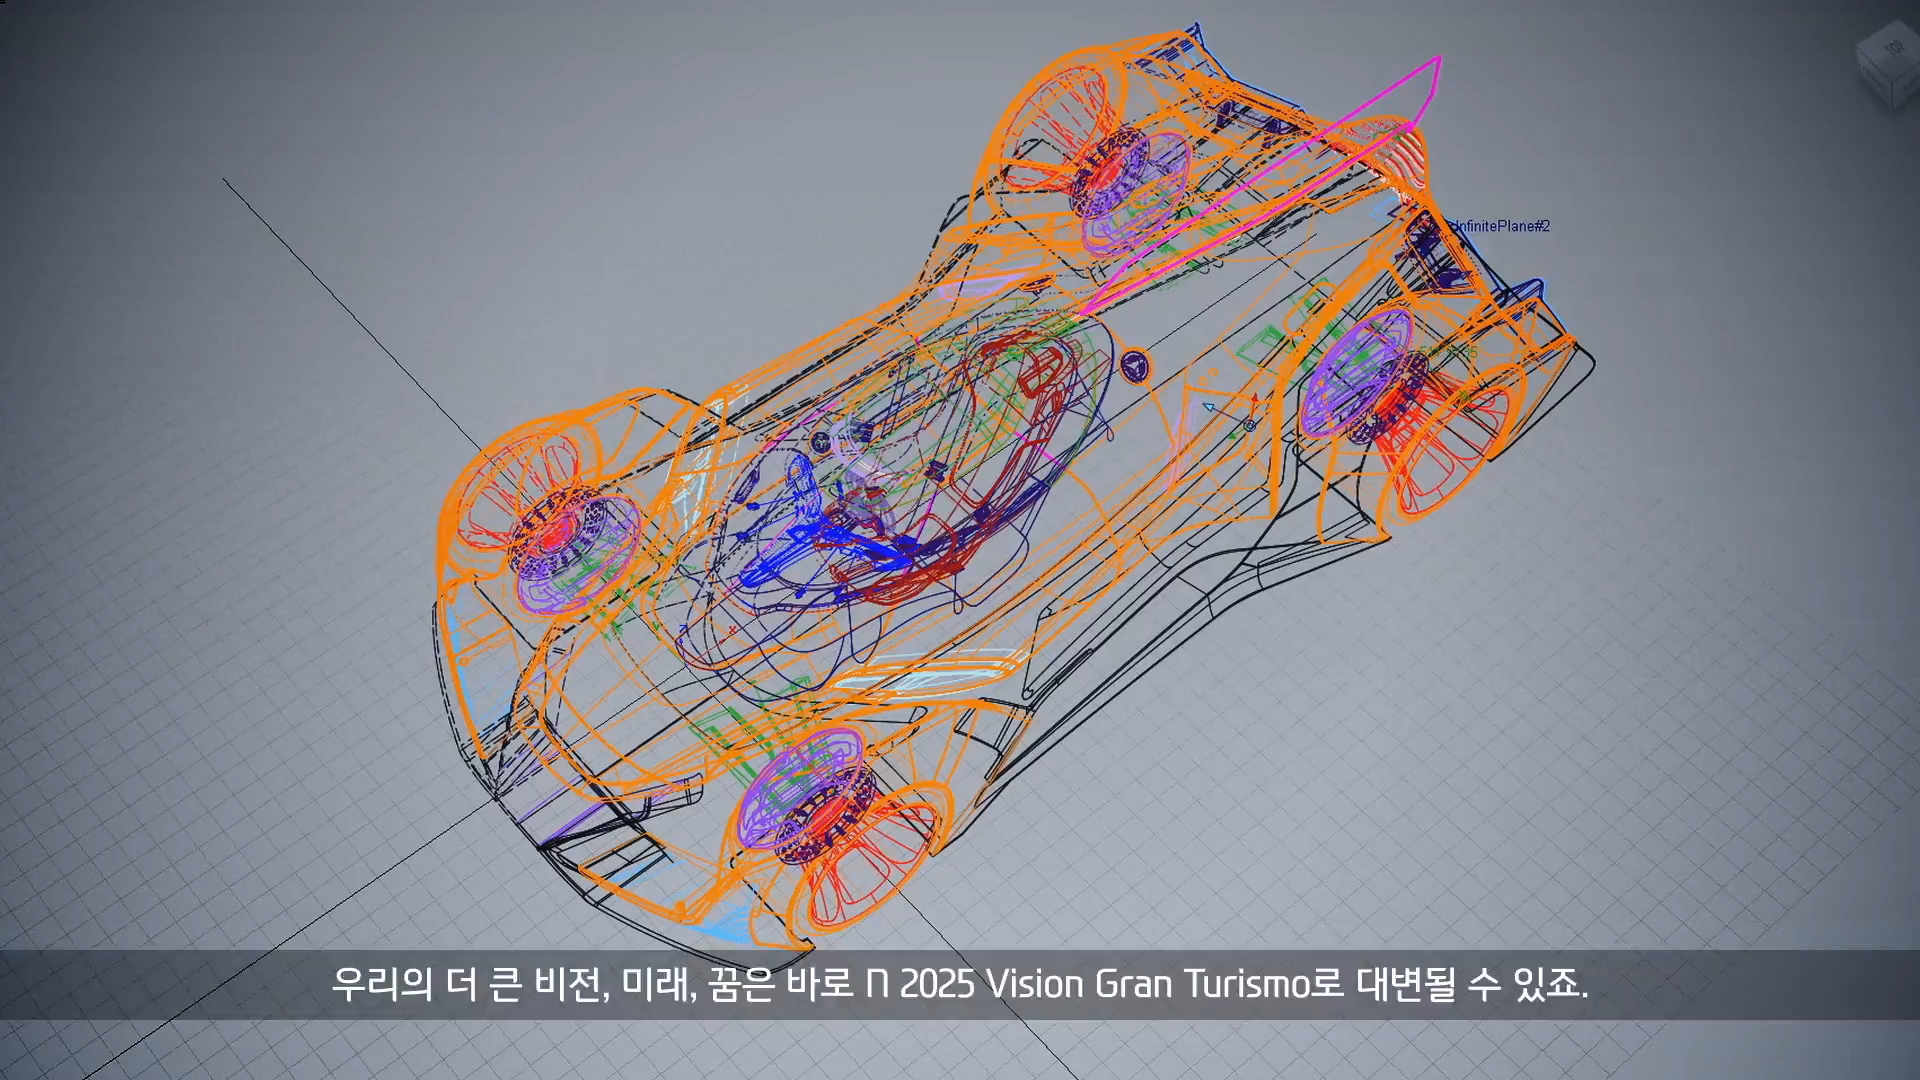 TOP
InfinitePlane#2
우리의 더 큰 비전, 미래, 꿈은 바로 N 2025 Vision Gran Turismo로 대변될 수 있죠.